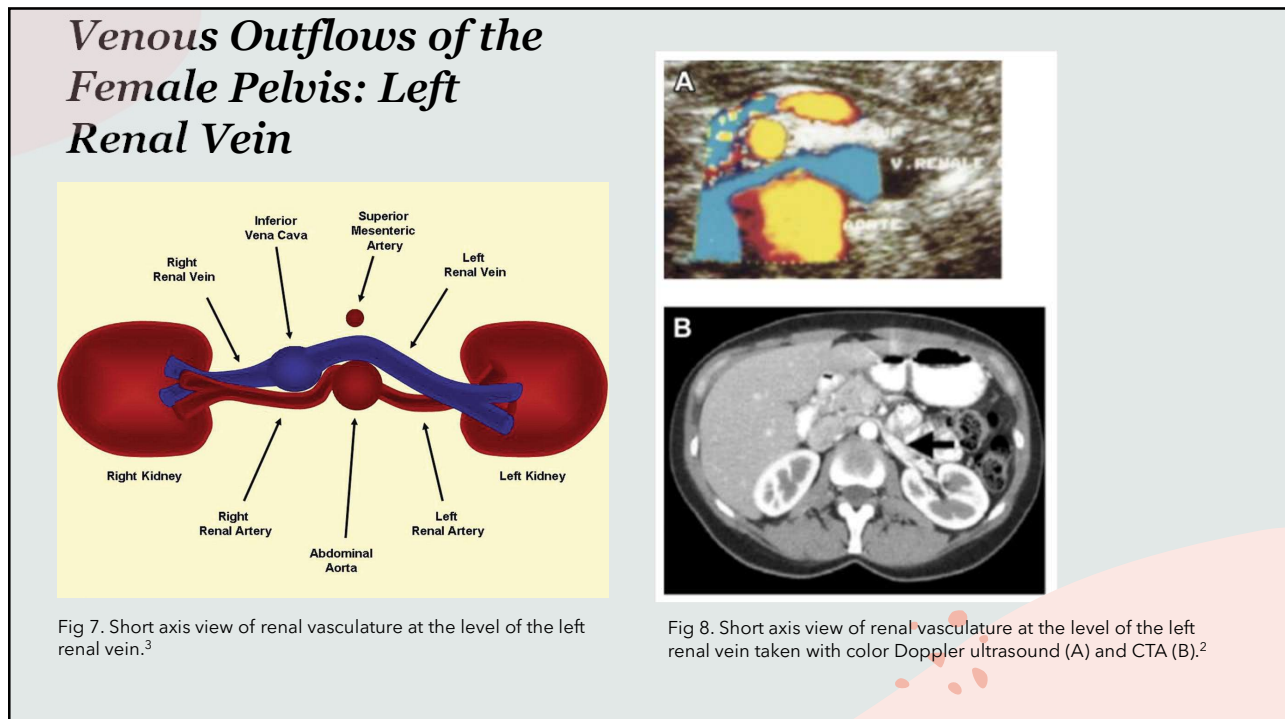 Venous Outflows of the
Female Pelvis: Left
Renal Vein
Inferior
Vena Cava
Superior
Mesenteric
Artery
Right
Renal Vein
Left
Renal Vein
Right Kidney
Left Kidney
Right
Renal Artery
Left
Renal Artery
Abdominal
Aorta
Fig 7. Short axis view of renal vasculature at the level of the left
renal vein.³
A
V.RENALE
AORTE
B
Fig 8. Short axis view of renal vasculature at the level of the left
renal vein taken with color Doppler ultrasound (A) and CTA (B).²